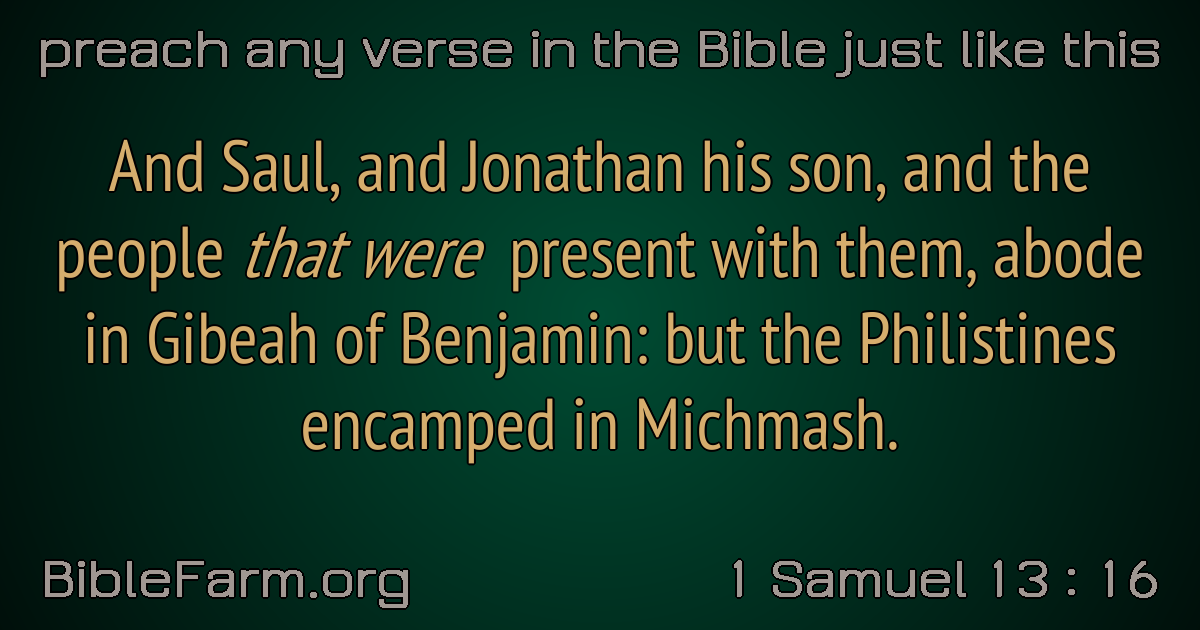 preach any verse in the Bible just like this
And Saul, and Jonathan his son, and the
people that were present with them, abode
in Gibeah of Benjamin: but the Philistines
encamped in Michmash.
BibleFarm.org
1 Samuel 13 : 16